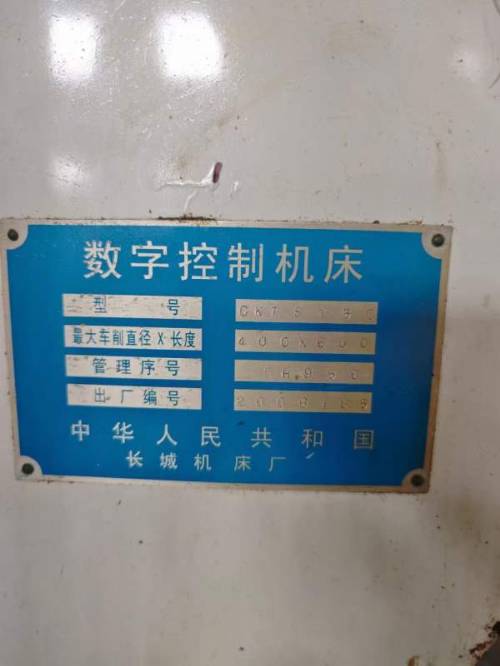 数字控制机床
型号
最大车削直径X长度 400X600
管理序号
出厂编号
中华人民共和国
长城机床厂